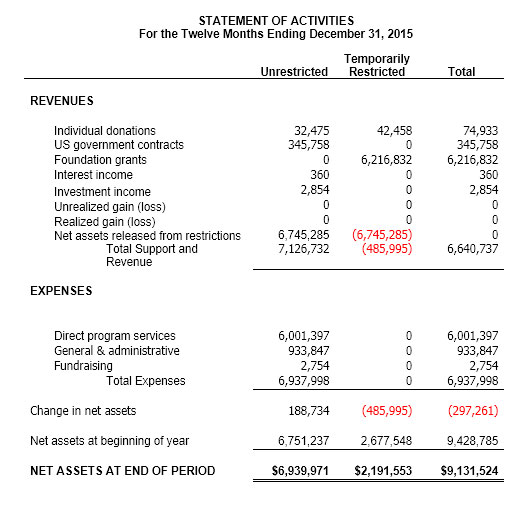 STATEMENT OF ACTIVITIES
For the Twelve Months Ending December 31, 2015
Temporarily
Unrestricted Restricted Total
REVENUES
Individual donations 32,475 42,458 74,933
US government contracts 345,758 0 345,758
Foundation grants 0 6,216,832 6,216,832
Interest income 360 0 360
Investment income 2,854 0 2,854
Unrealized gain (loss) 0 0 0
Realized gain (loss) 0 0 0
Net assets released from restrictions 6,745,285 (6,745,285) 0
Total Support and 7,126,732 (485,995) 6,640,737
Revenue
EXPENSES
Direct program services 6,001,397 0 6,001,397
General & administrative 933,847 0 933,847
Fundraising 2,754 0 2,754
Total Expenses 6,937,998 0 6,937,998
Change in net assets 188,734 (485,995) (297,261)
Net assets at beginning of year 6,751,237 2,677,548 9,428,785
NET ASSETS AT END OF PERIOD $6,939,971 $2,191,553 $9,131,524